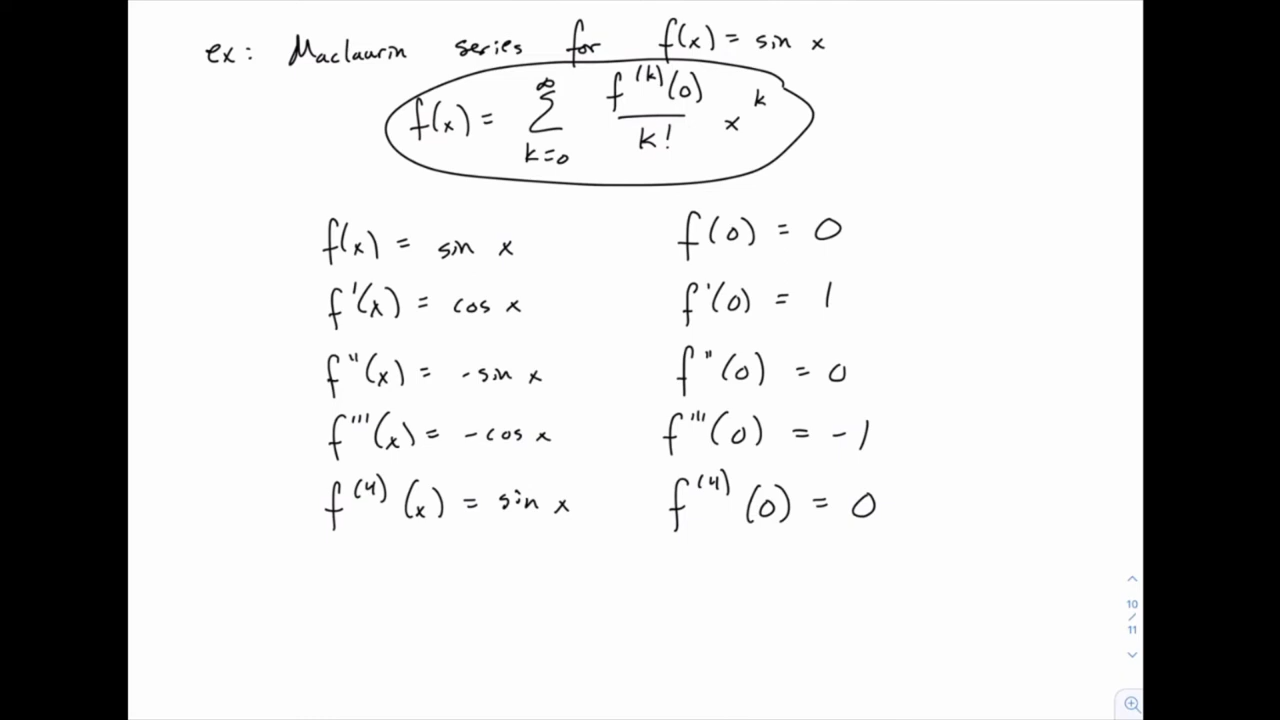 ex: Maclaurin series for f(x) = sin x
f(x) = ∞ Σ k=0 f^(k)(0) / k! x^k
f(x) = sin x f(0) = 0
f'(x) = cos x f'(0) = 1
f''(x) = -sin x f''(0) = 0
f'''(x) = -cos x f'''(0) = -1
f^(4)(x) = sin x f^(4)(0) = 0
10
/
11